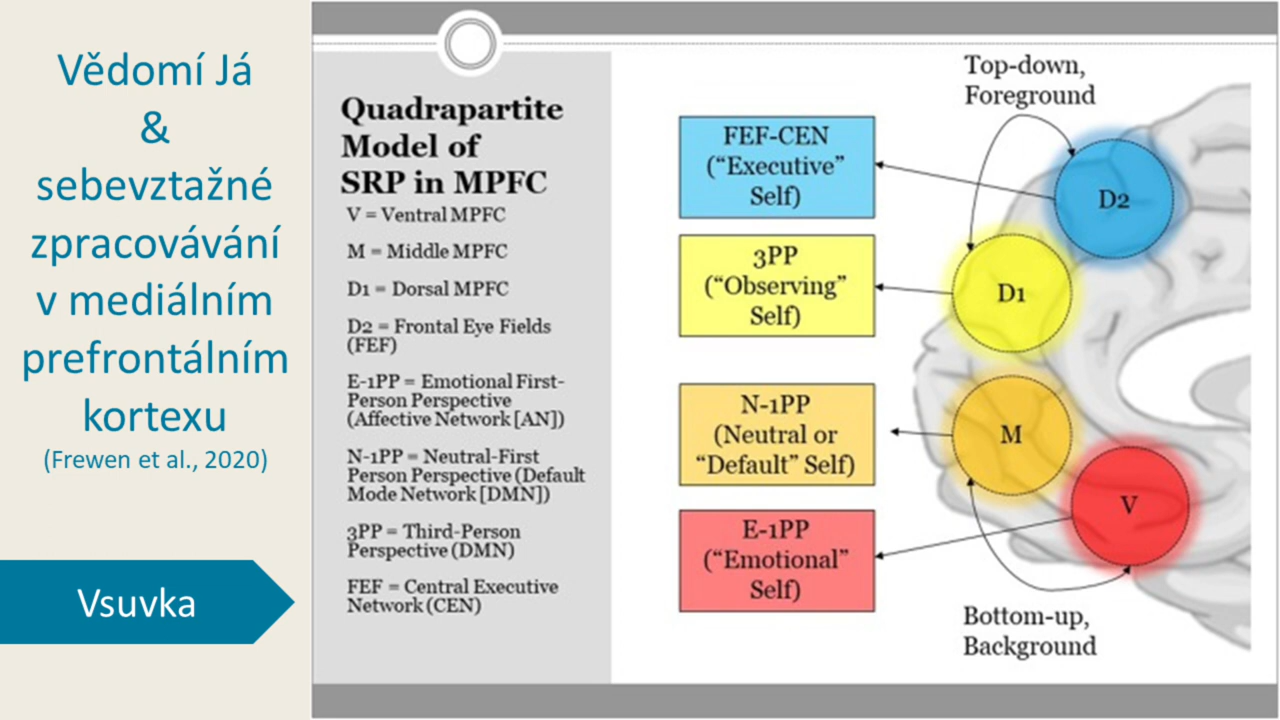 Vědomí Já
&
sebevztažné
zpracovávání
v mediálním
prefrontálním
kortexu
(Frewen et al., 2020)
Vsuvka
Quadrapartite
Model of
SRP in MPFC
V = Ventral MPFC
M = Middle MPFC
D1 = Dorsal MPFC
D2 = Frontal Eye Fields
(FEF)
E-1PP = Emotional First-
Person Perspective
(Affective Network [AN])
N-1PP = Neutral-First
Person Perspective (Default
Mode Network [DMN])
3PP = Third-Person
Perspective (DMN)
FEF = Central Executive
Network (CEN)
FEF-CEN
(“Executive”
Self)
3PP
(“Observing”
Self)
N-1PP
(Neutral or
“Default” Self)
E-1PP
(“Emotional”
Self)
Top-down,
Foreground
D2
D1
M
V
Bottom-up,
Background